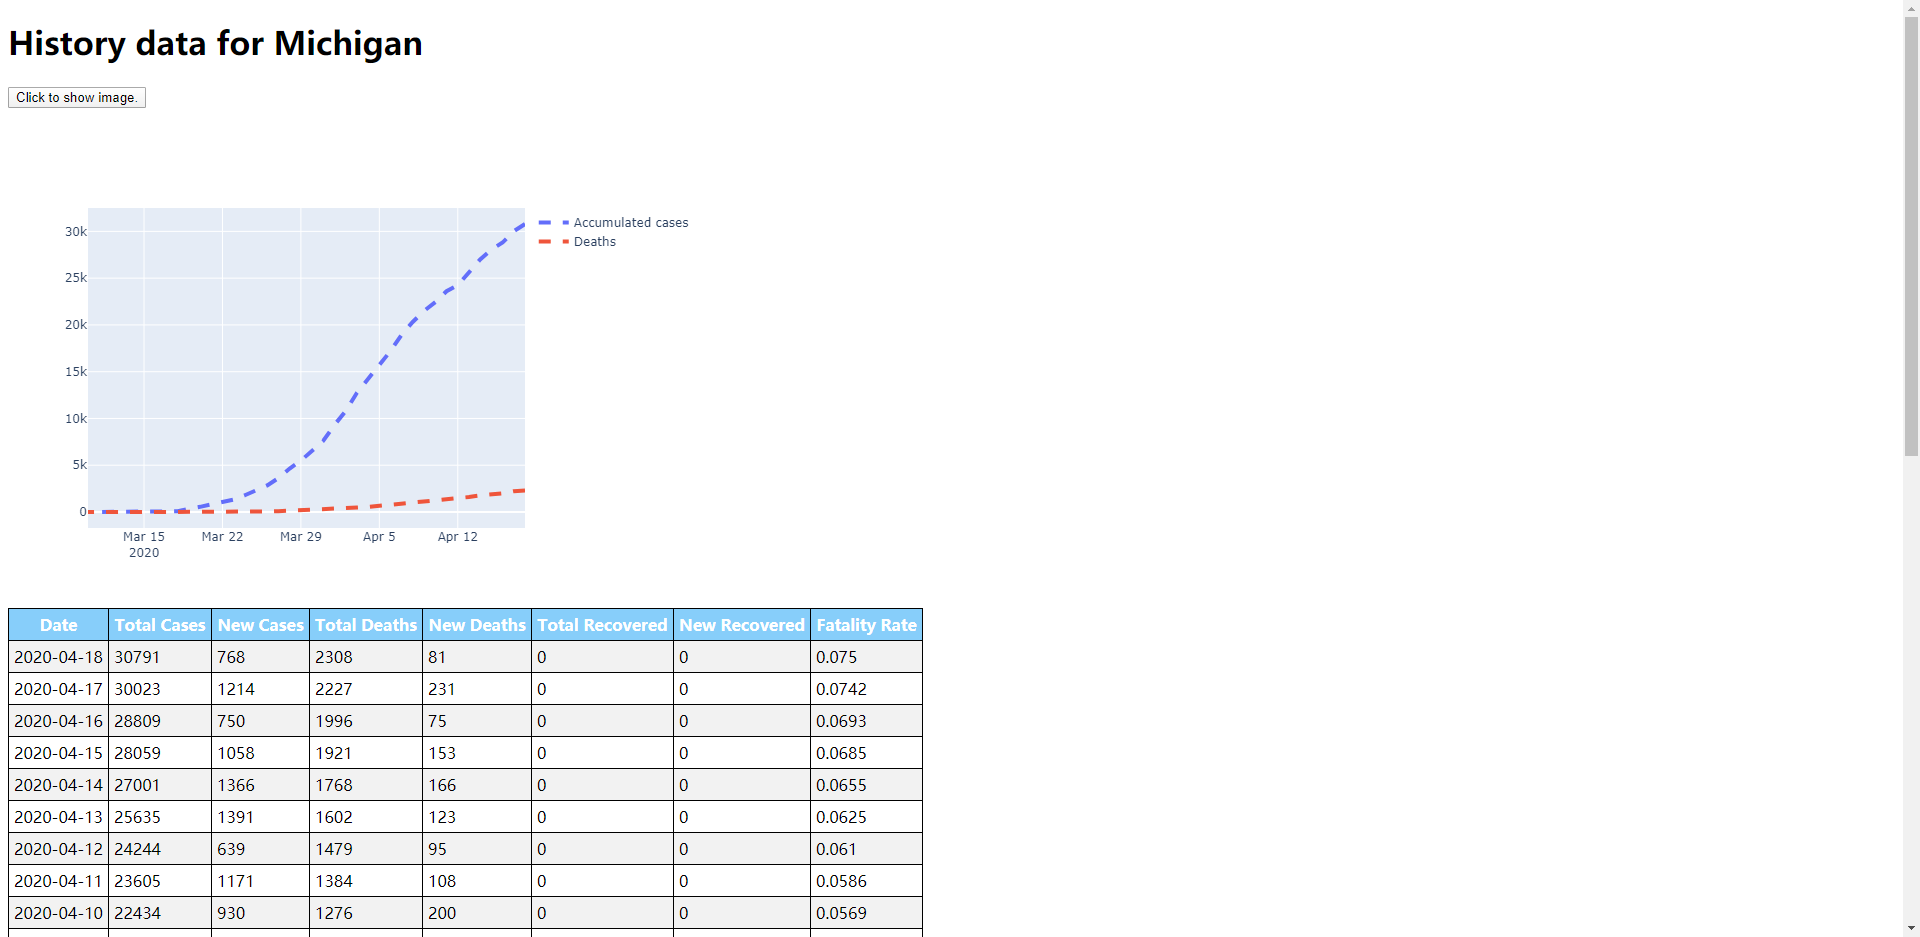 History data for Michigan
Click to show image.
30k
25k
20k
15k
10k
5k
0
Mar 15 Mar 22 Mar 29 Apr 5 Apr 12
2020
Accumulated cases
Deaths
Date Total Cases New Cases Total Deaths New Deaths Total Recovered New Recovered Fatality Rate
2020-04-18 30791 768 2308 81 0 0 0.075
2020-04-17 30023 1214 2227 231 0 0 0.0742
2020-04-16 28809 750 1996 75 0 0 0.0693
2020-04-15 28059 1058 1921 153 0 0 0.0685
2020-04-14 27001 1366 1768 166 0 0 0.0655
2020-04-13 25635 1391 1602 123 0 0 0.0625
2020-04-12 24244 639 1479 95 0 0 0.061
2020-04-11 23605 1171 1384 108 0 0 0.0586
2020-04-10 22434 930 1276 200 0 0 0.0569